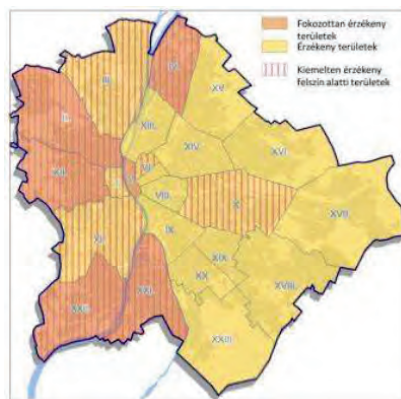 Fokozottan érzékeny
területek
Érzékeny területek
Kiemelten érzékeny
felszín alatti területek
III.
IV.
XV.
II.
XIII.
XIV.
XVI.
XII.
I.
V.
VI.
VIII.
X.
XVII.
XI.
IX.
XIX.
XX.
XVIII.
XXII.
XXI.
XXIII.